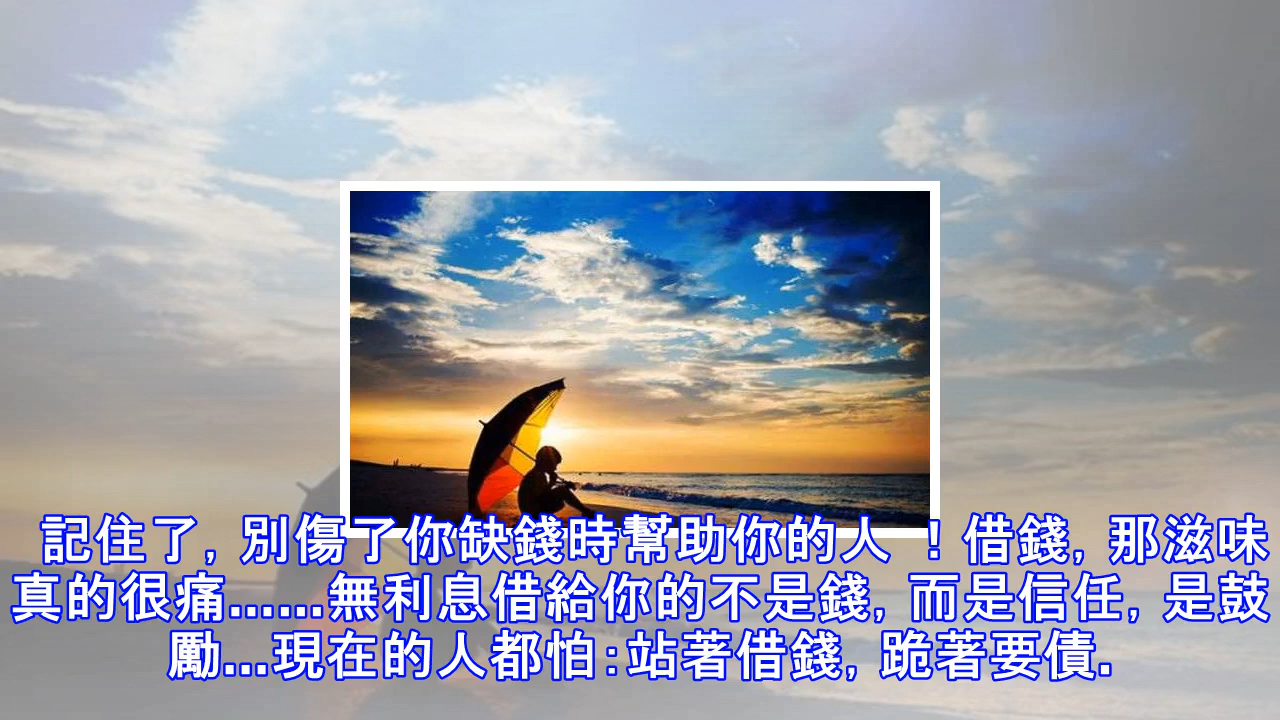 記住了, 別傷了你缺錢時幫助你的人 ! 借錢, 那滋味
真的很痛......無利息借給你的不是錢, 而是信任, 是鼓
勵...現在的人都怕:站著借錢, 跪著要債.